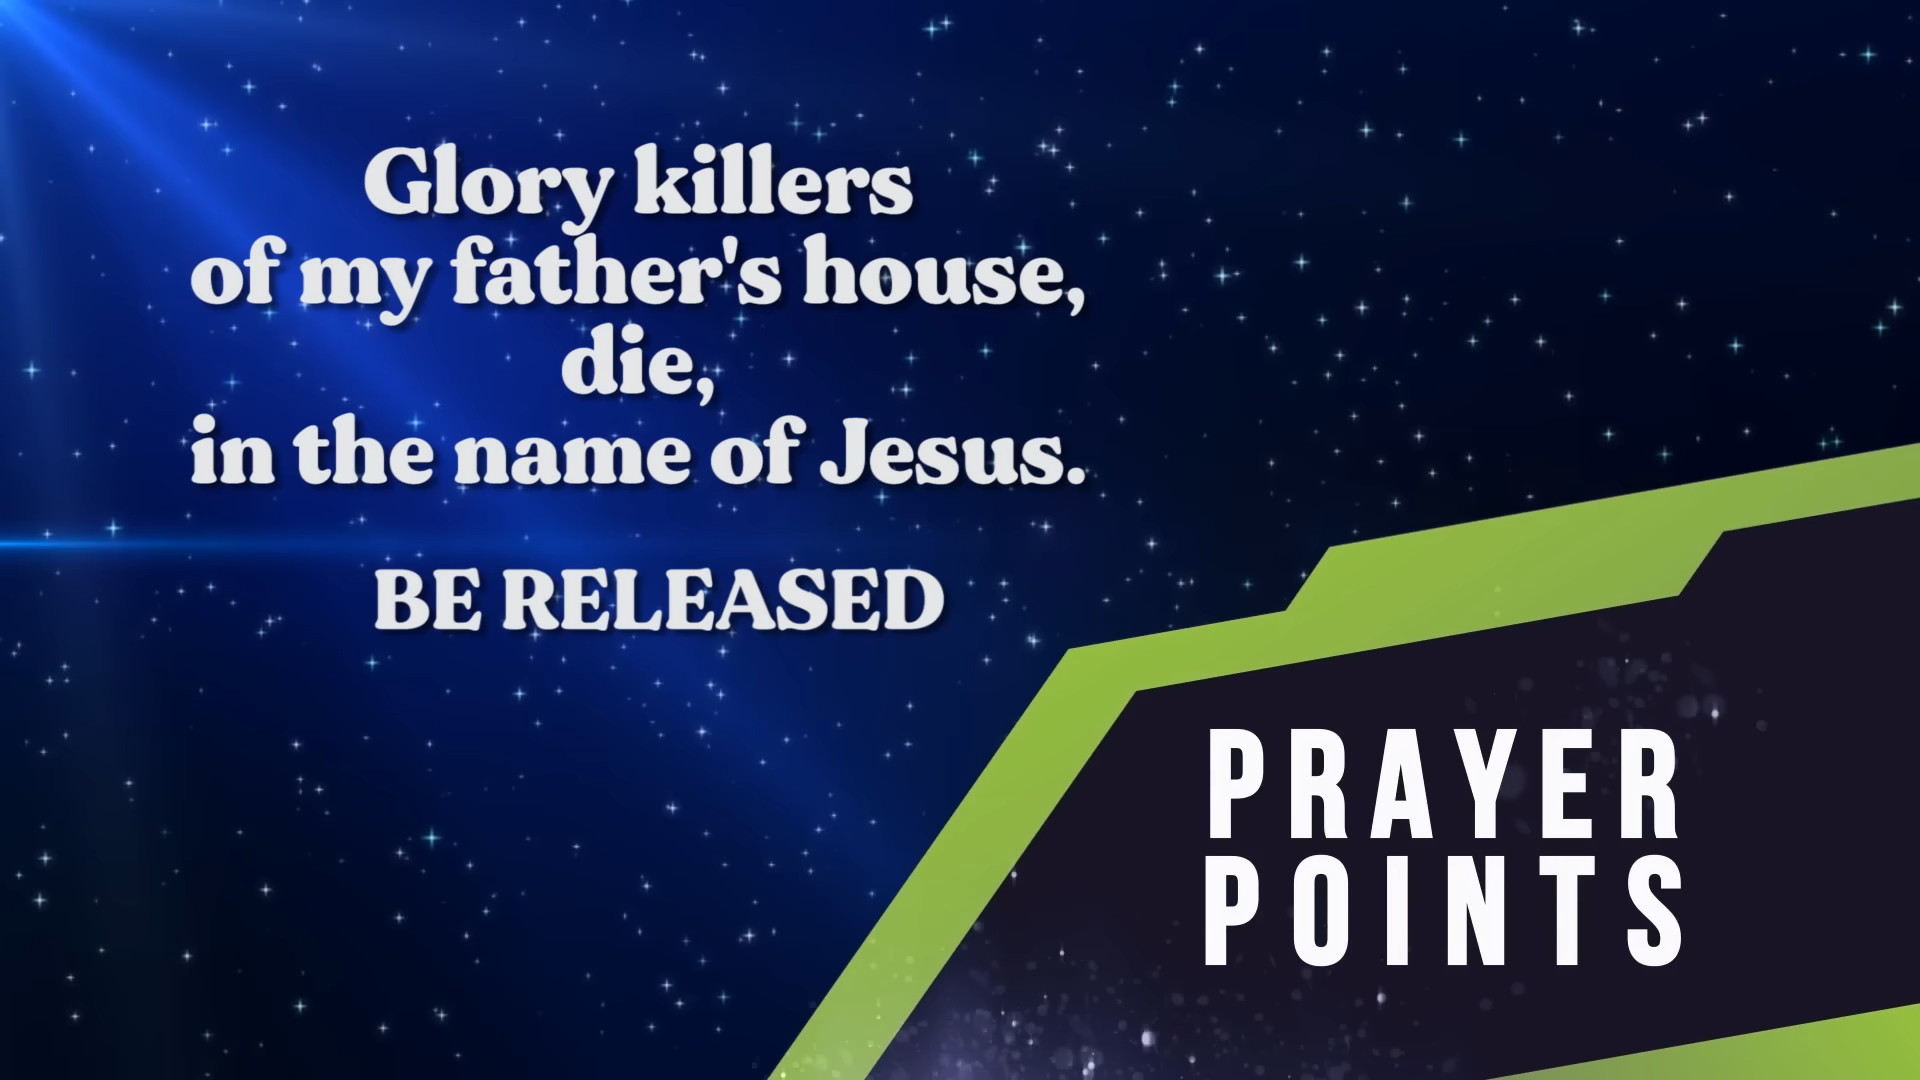 Glory killers
of my father's house,
die,
in the name of Jesus.
BE RELEASED
PRAYER
POINTS